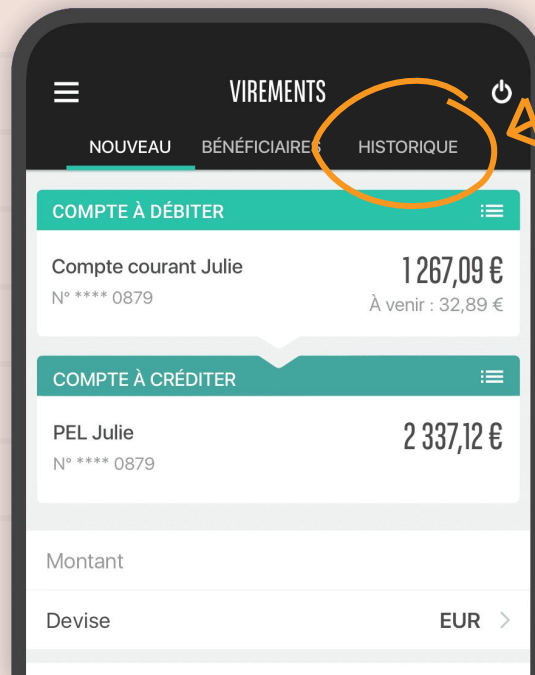 VIREMENTS
NOUVEAU BÉNÉFICIAIRES HISTORIQUE
COMPTE À DÉBITER
Compte courant Julie 1 267,09 €
N° **** 0879 À venir : 32,89 €
COMPTE À CRÉDITER
PEL Julie 2 337,12 €
N° **** 0879
Montant
Devise EUR